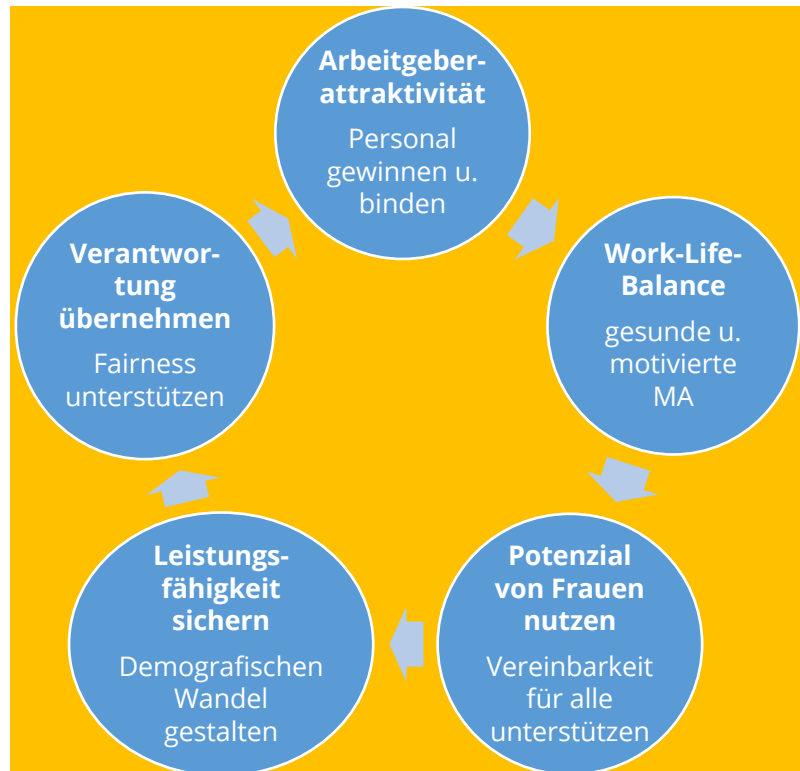 Arbeitgeber-
attraktivität
Personal
gewinnen u.
binden
Work-Life-
Balance
gesunde u.
motivierte
MA
Potenzial
von Frauen
nutzen
Vereinbarkeit
für alle
unterstützen
Leistungs-
fähigkeit
sichern
Demografischen
Wandel
gestalten
Verantwor-
tung
übernehmen
Fairness
unterstützen